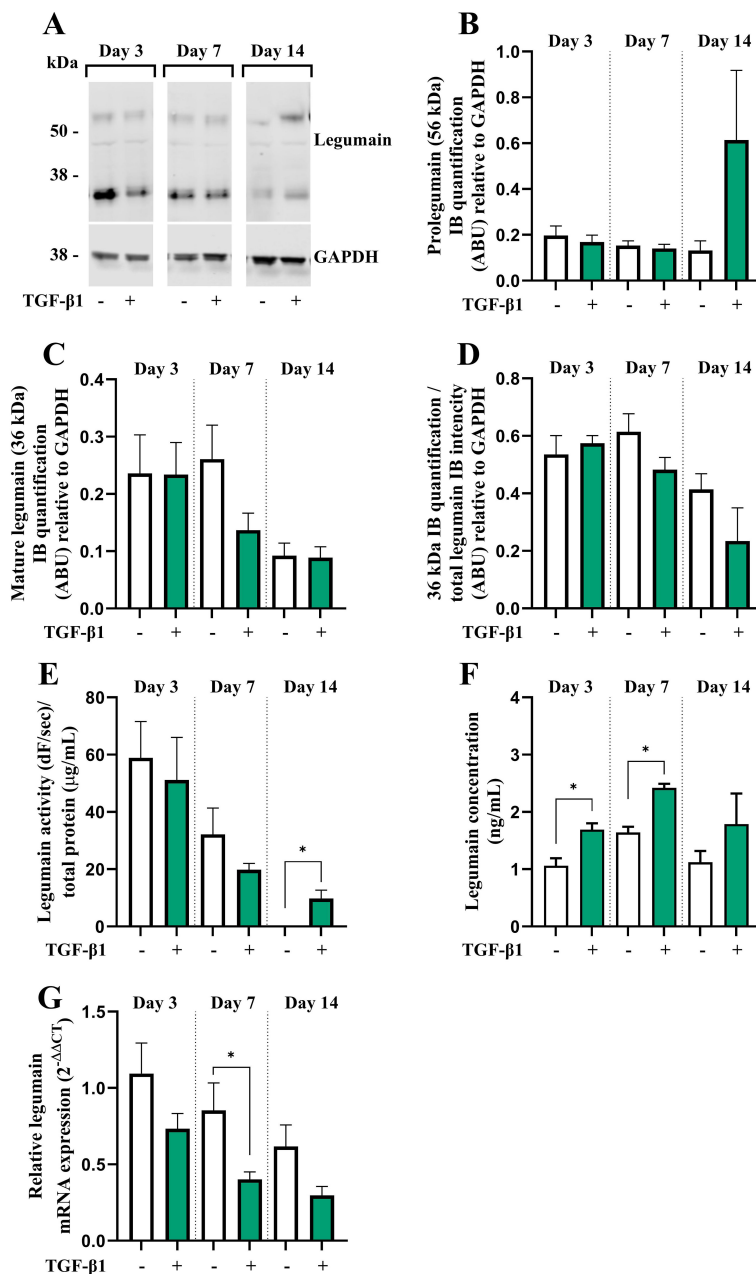 A
Day 3 Day 7 Day 14
kDa
50 -
Legumain
38 -
38 -
GAPDH
TGF-β1 - + - + - +
B
Day 3 Day 7 Day 14
Prolegumain (56 kDa)
IB quantification
(ABU) relative to GAPDH
1.0
0.8
0.6
0.4
0.2
0.0
TGF-β1 - + - + - +
C
Day 3 Day 7 Day 14
Mature legumain (36 kDa)
IB quantification
(ABU) relative to GAPDH
0.4
0.3
0.2
0.1
0.0
TGF-β1 - + - + - +
D
Day 3 Day 7 Day 14
36 kDa IB quantification /
total legumain IB intencity
(ABU) relative to GAPDH
0.8
0.6
0.4
0.2
0.0
TGF-β1 - + - + - +
E
Day 3 Day 7 Day 14
Legumain activity (dF/sec)/
total protein (μg/mL)
80
60
40
20
0
*
TGF-β1 - + - + - +
F
Day 3 Day 7 Day 14
Legumain concentration
(ng/mL)
4
3
2
1
0
* *
TGF-β1 - + - + - +
G
Day 3 Day 7 Day 14
Relative legumain
mRNA expression (2-ΔΔCT)
1.5
1.0
0.5
0.0
*
TGF-β1 - + - + - +